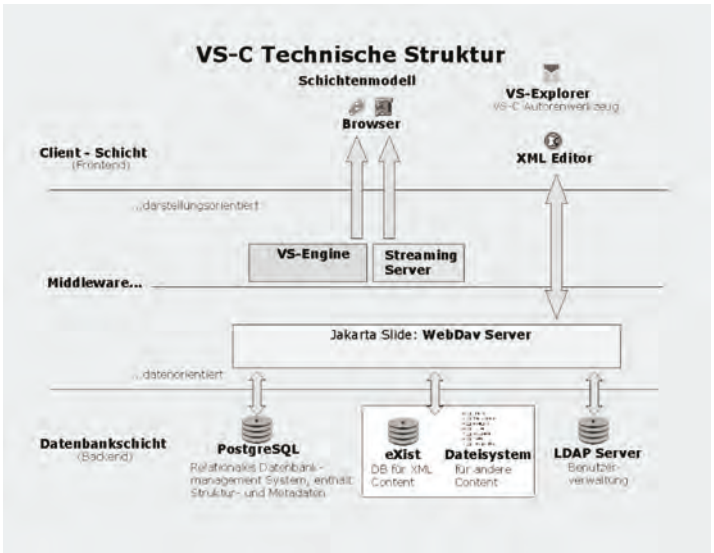 VS-C Technische Struktur
Schichtenmodell
Browser
VS-Explorer
VS-C Autorenwerkzeug
XML Editor
Client - Schicht
(Frontend)
...darstellungsorientiert
VS-Engine
Streaming
Server
Middleware...
Jakarta Slide: WebDav Server
...datenorientiert
Datenbankschicht
(Backend)
PostgreSQL
Relationales Datenbank-
management System, enthält
Struktur- und Metadaten
eXist
DB für XML
Content
Dateisystem
für andere
Content
LDAP Server
Benutzer-
verwaltung